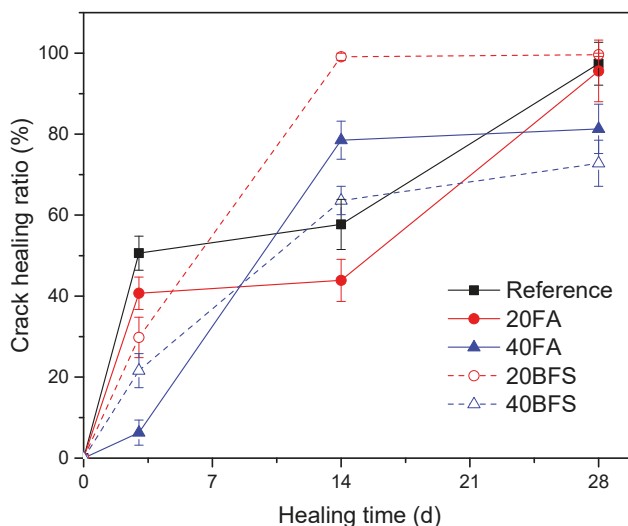 Crack healing ratio (%)
100
80
60
40
20
0
Reference
20FA
40FA
20BFS
40BFS
0 7 14 21 28
Healing time (d)